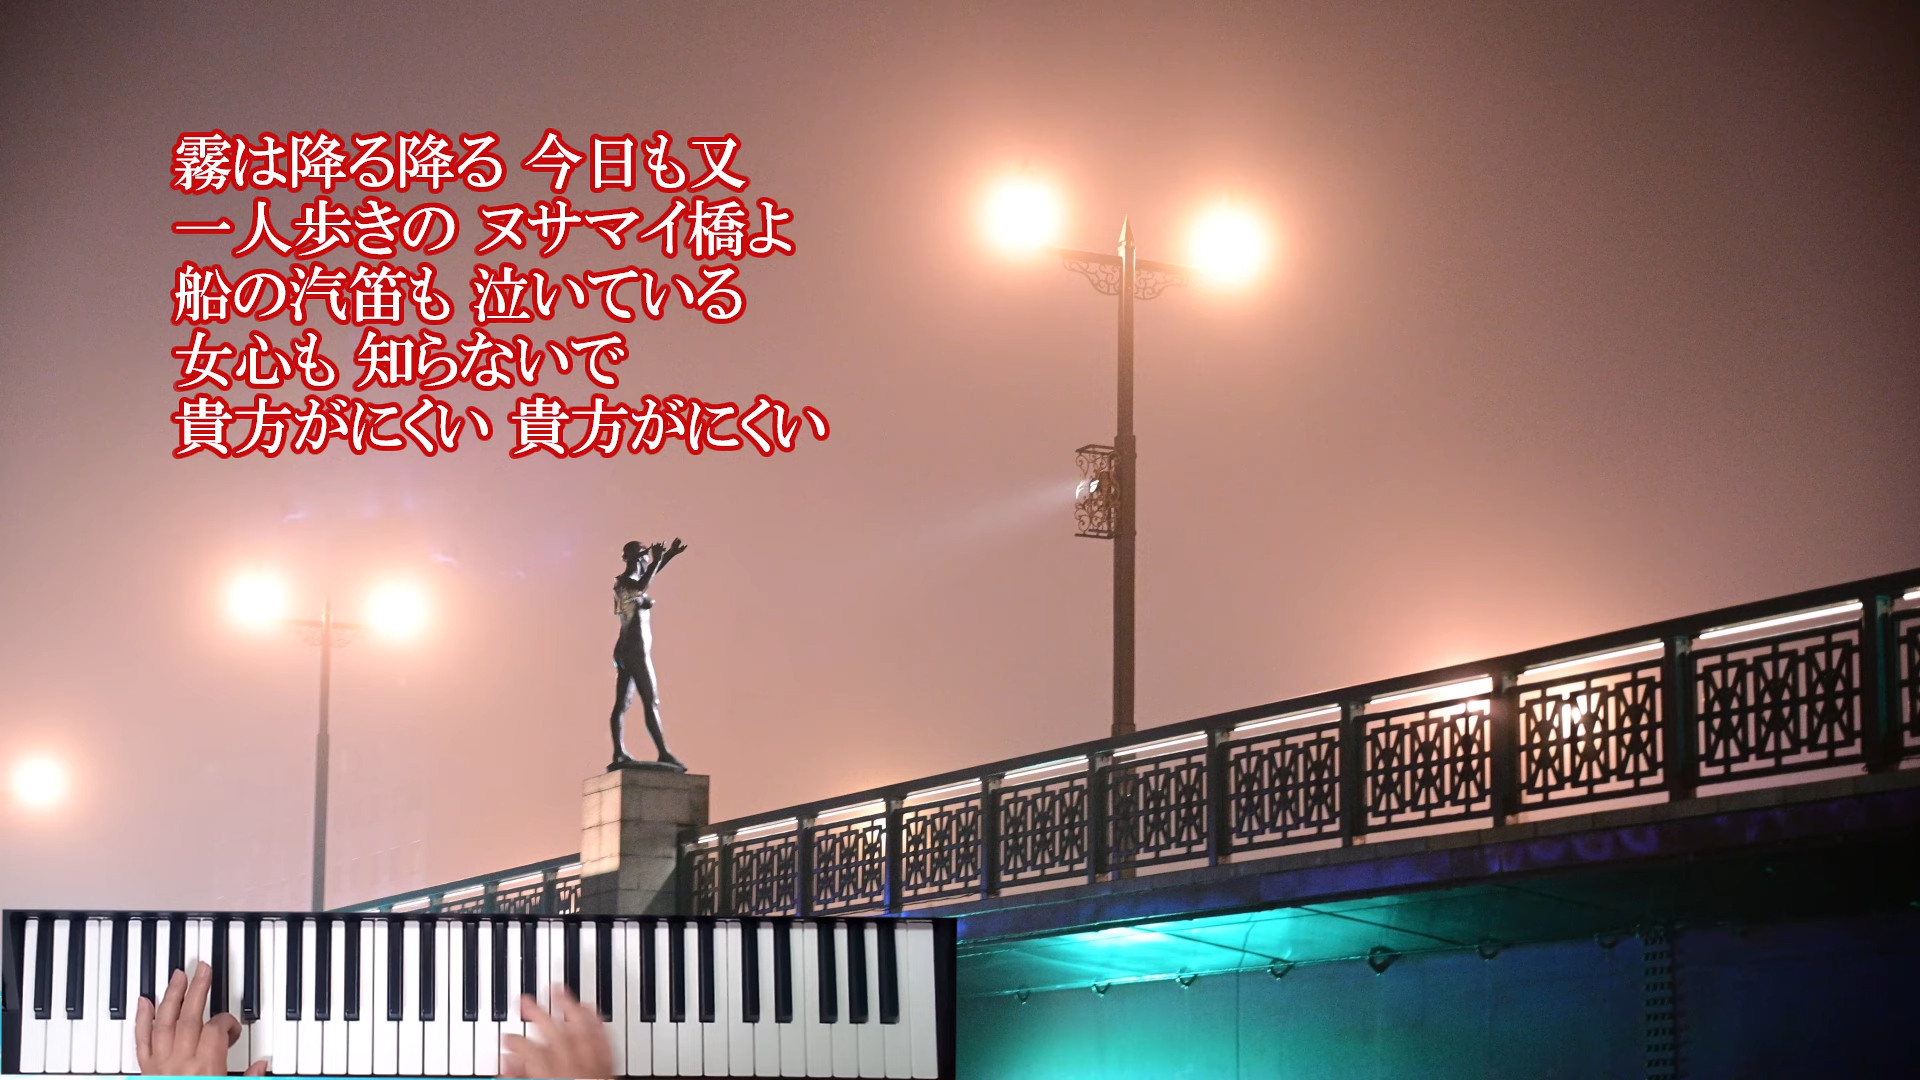 霧は降る降る 今日も又
一人歩きの ヌサマイ橋よ
船の汽笛も 泣いている
女心も 知らないで
貴方がにくい 貴方がにくい